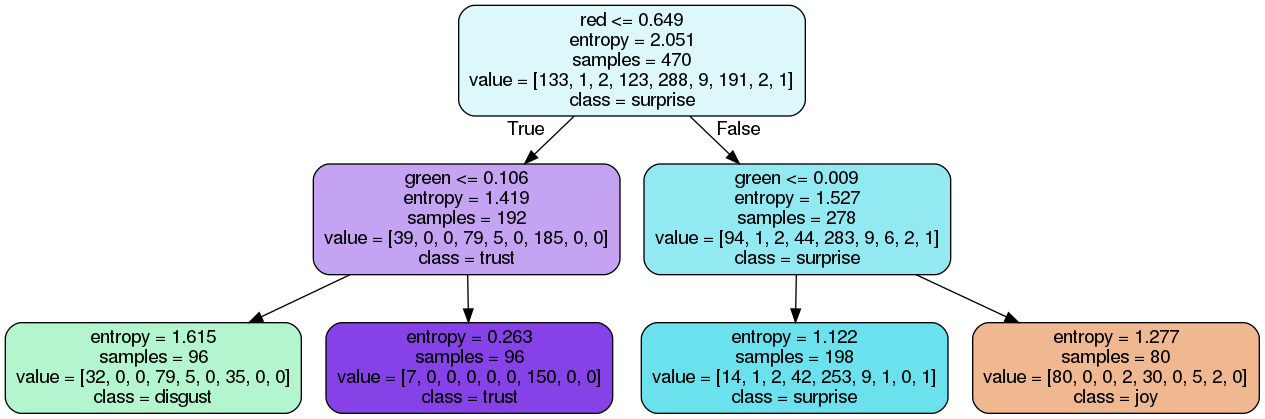 red <= 0.649
entropy = 2.051
samples = 470
value = [133, 1, 2, 123, 288, 9, 191, 2, 1]
class = surprise
True
False
green <= 0.106
entropy = 1.419
samples = 192
value = [39, 0, 0, 79, 5, 0, 185, 0, 0]
class = trust
green <= 0.009
entropy = 1.527
samples = 278
value = [94, 1, 2, 44, 283, 9, 6, 2, 1]
class = surprise
entropy = 1.615
samples = 96
value = [32, 0, 0, 79, 5, 0, 35, 0, 0]
class = disgust
entropy = 0.263
samples = 96
value = [7, 0, 0, 0, 0, 0, 150, 0, 0]
class = trust
entropy = 1.122
samples = 198
value = [14, 1, 2, 42, 253, 9, 1, 0, 1]
class = surprise
entropy = 1.277
samples = 80
value = [80, 0, 0, 2, 30, 0, 5, 2, 0]
class = joy